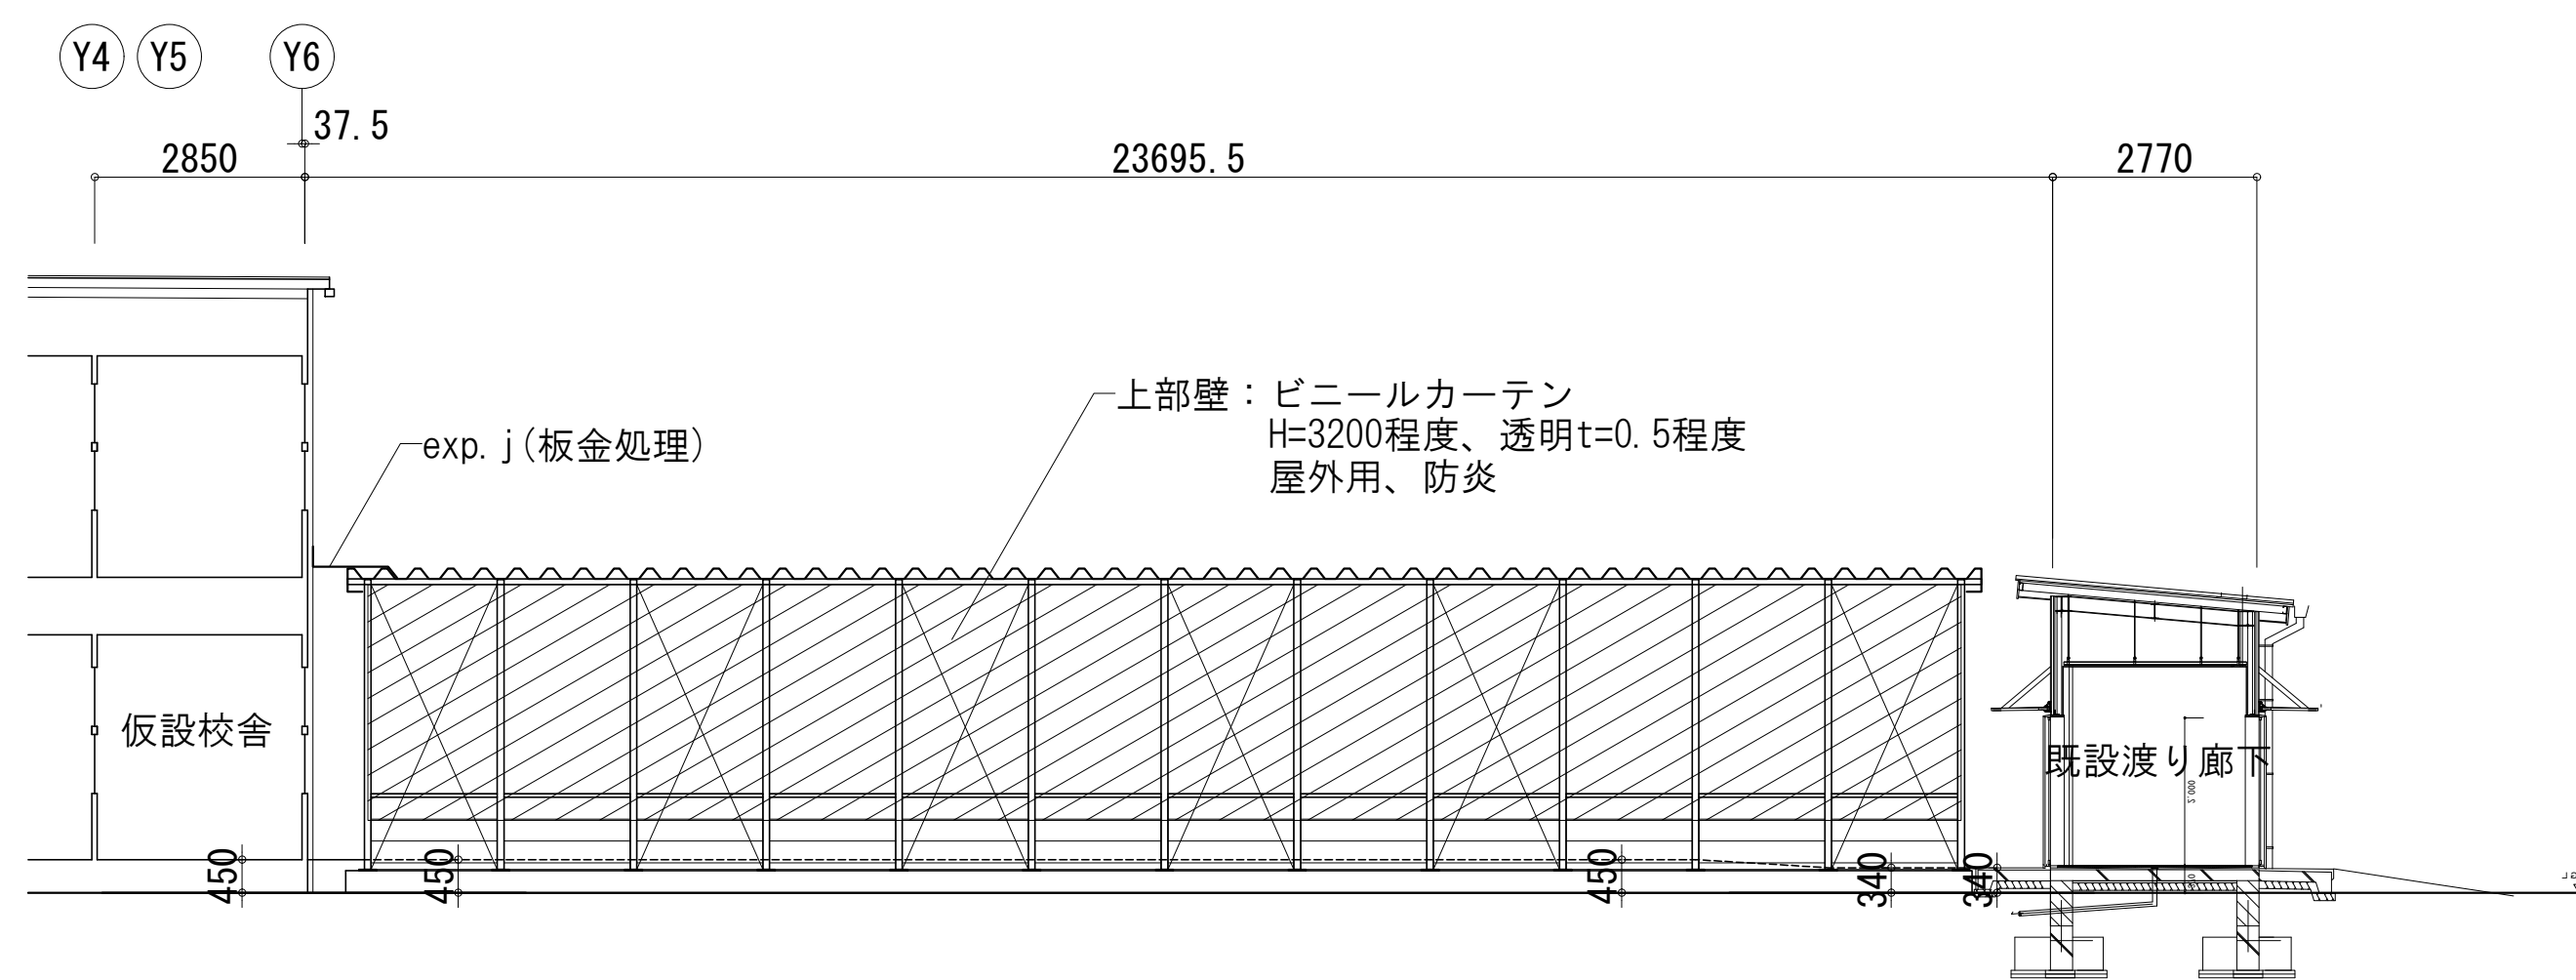 Y4 Y5 Y6
37.5
2850 23695.5 2770
上部壁：ビニールカーテン
H=3200程度、透明t=0.5程度
屋外用、防炎
exp.j(板金処理)
仮設校舎
既設渡り廊下
2.000
450 450 450 340 340